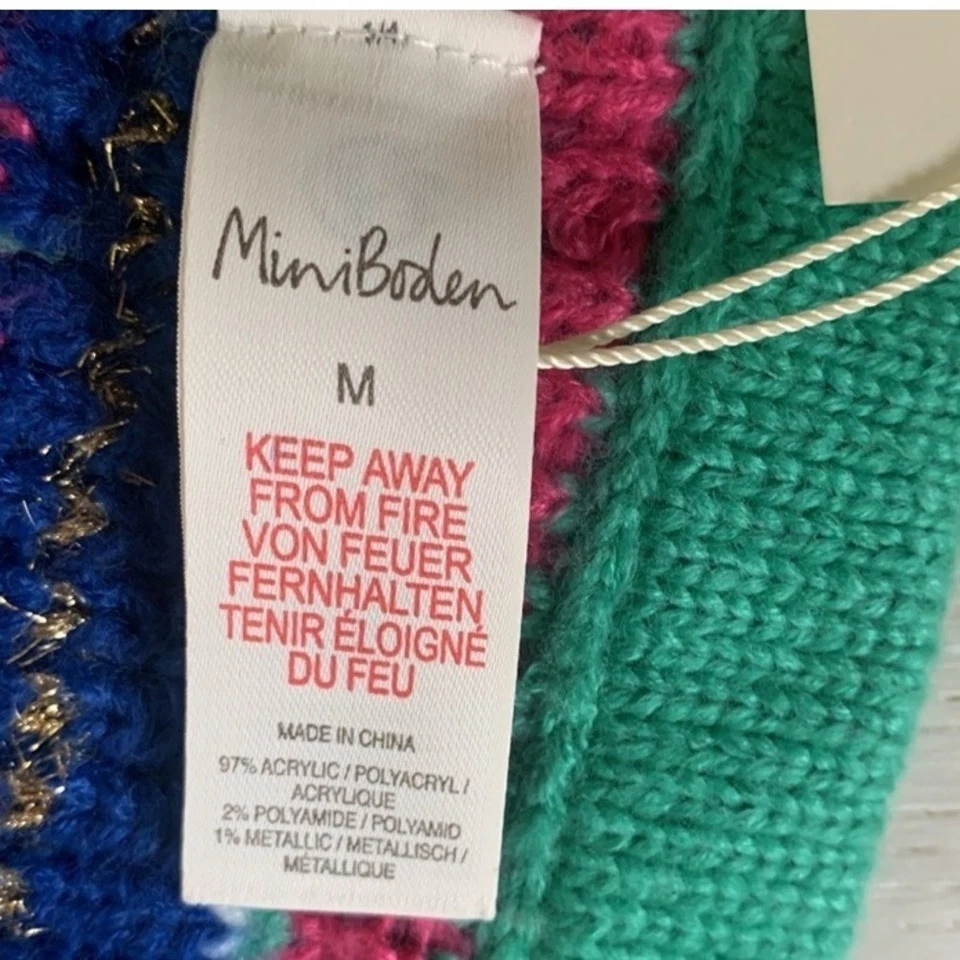 MiniBoden
M
KEEP AWAY
FROM FIRE
VON FEUER
FERNHALTEN
TENIR ÉLOIGNÉ
DU FEU
MADE IN CHINA
97% ACRYLIC / POLYACRYL /
ACRYLIQUE
2% POLYAMIDE / POLYAMID
1% METALLIC / METALLISCH /
MÉTALLIQUE